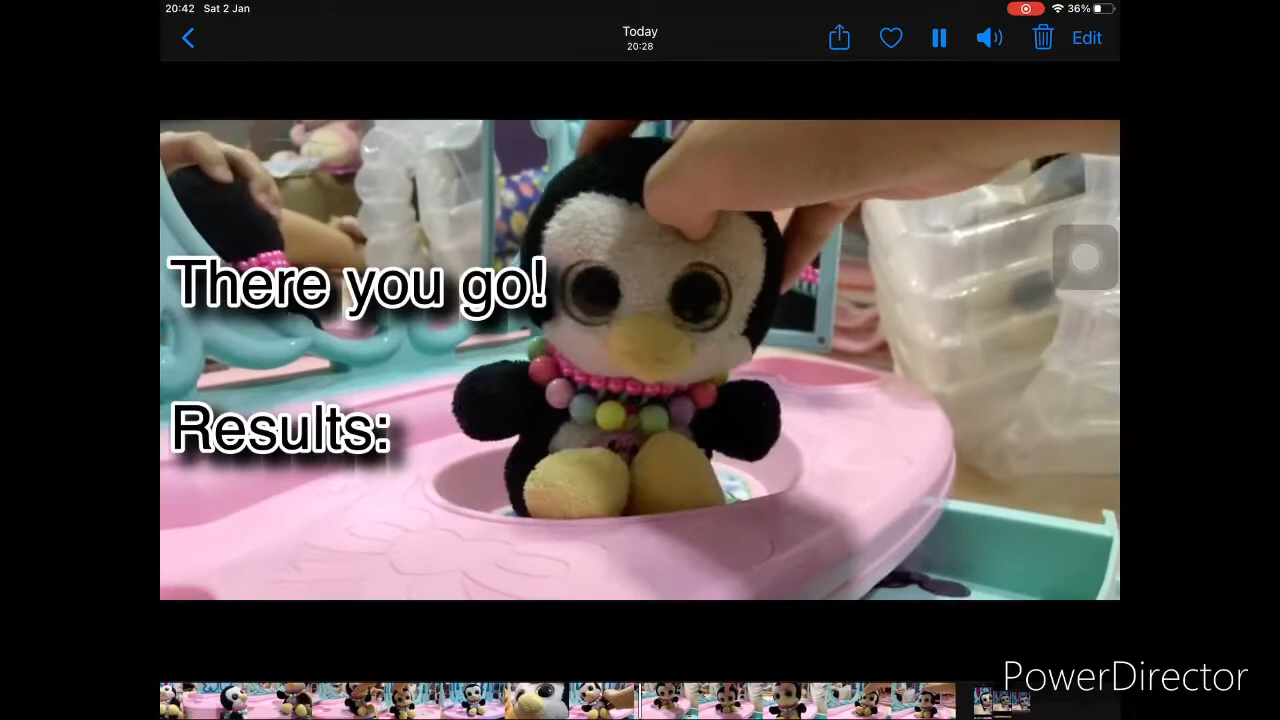 20:42 Sat 2 Jan
36%
Today
20:28
Edit
There you go!
Results:
PowerDirector